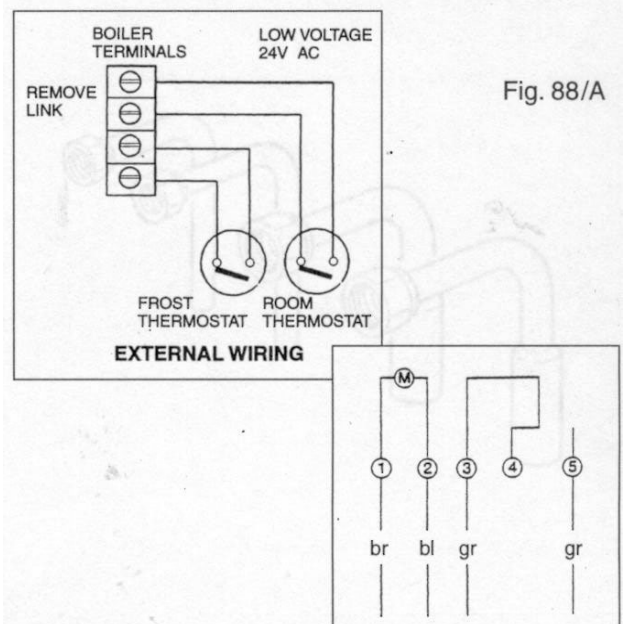 BOILER
TERMINALS
LOW VOLTAGE
24V AC
REMOVE
LINK
Fig. 88/A
FROST
THERMOSTAT
ROOM
THERMOSTAT
EXTERNAL WIRING
M
1 2 3 4 5
br bl gr gr